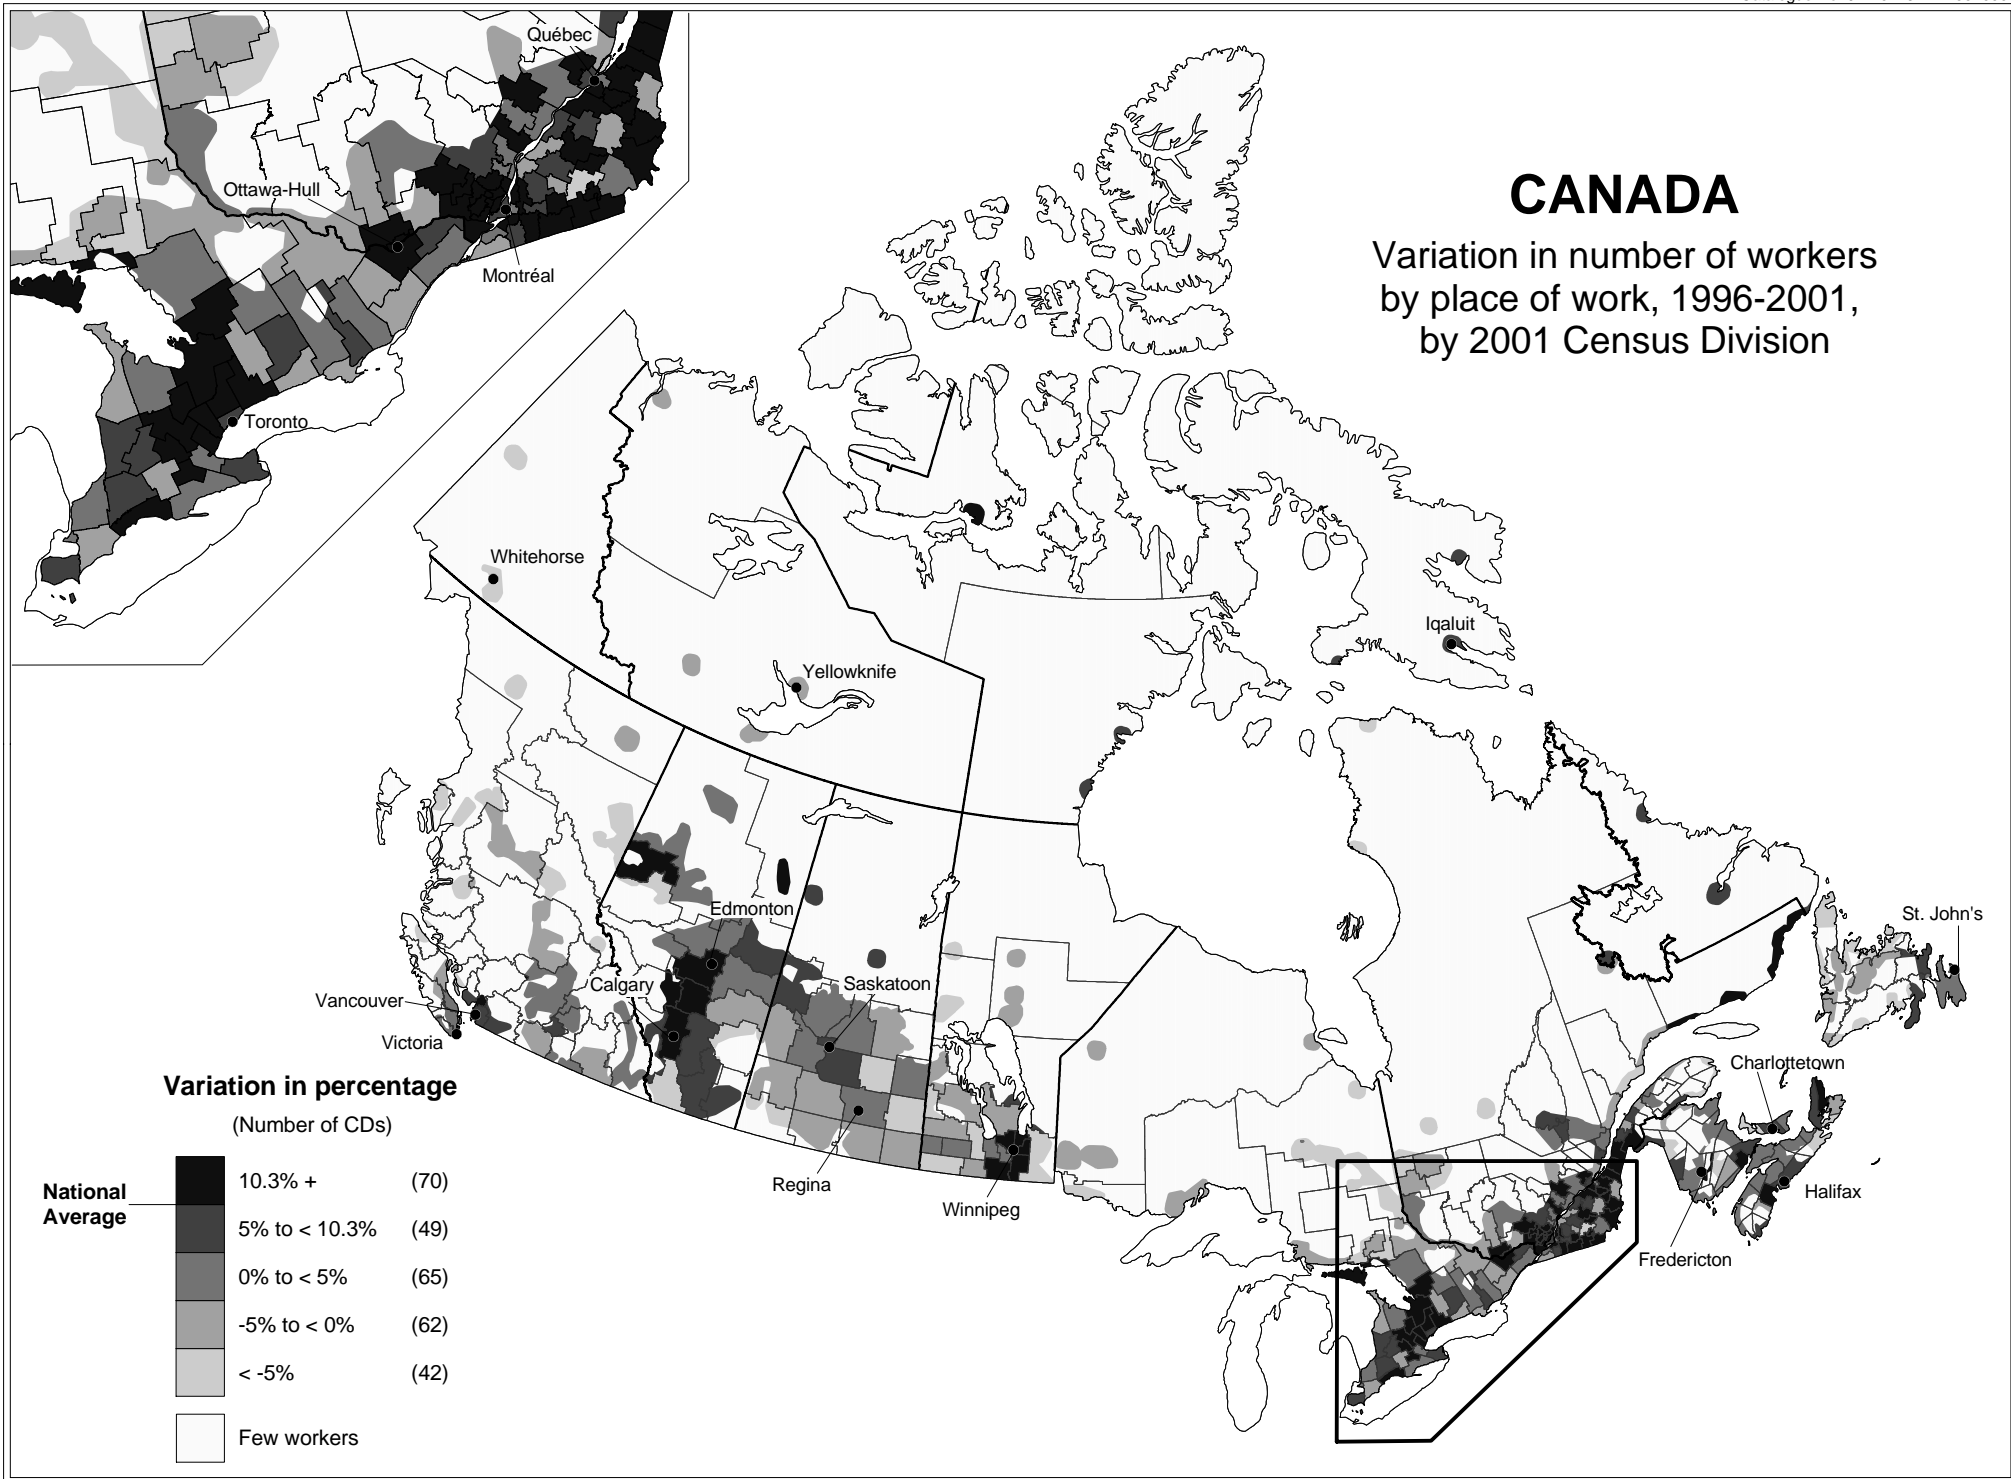 CANADA
Variation in number of workers
by place of work, 1996-2001,
by 2001 Census Division
Québec
Ottawa-Hull
Montréal
Toronto
Whitehorse
Yellowknife
Iqaluit
Edmonton
Calgary
Saskatoon
Vancouver
Victoria
Regina
Winnipeg
St. John's
Charlottetown
Halifax
Fredericton
Variation in percentage
(Number of CDs)
National
Average
10.3% + (70)
5% to < 10.3% (49)
0% to < 5% (65)
-5% to < 0% (62)
< -5% (42)
Few workers